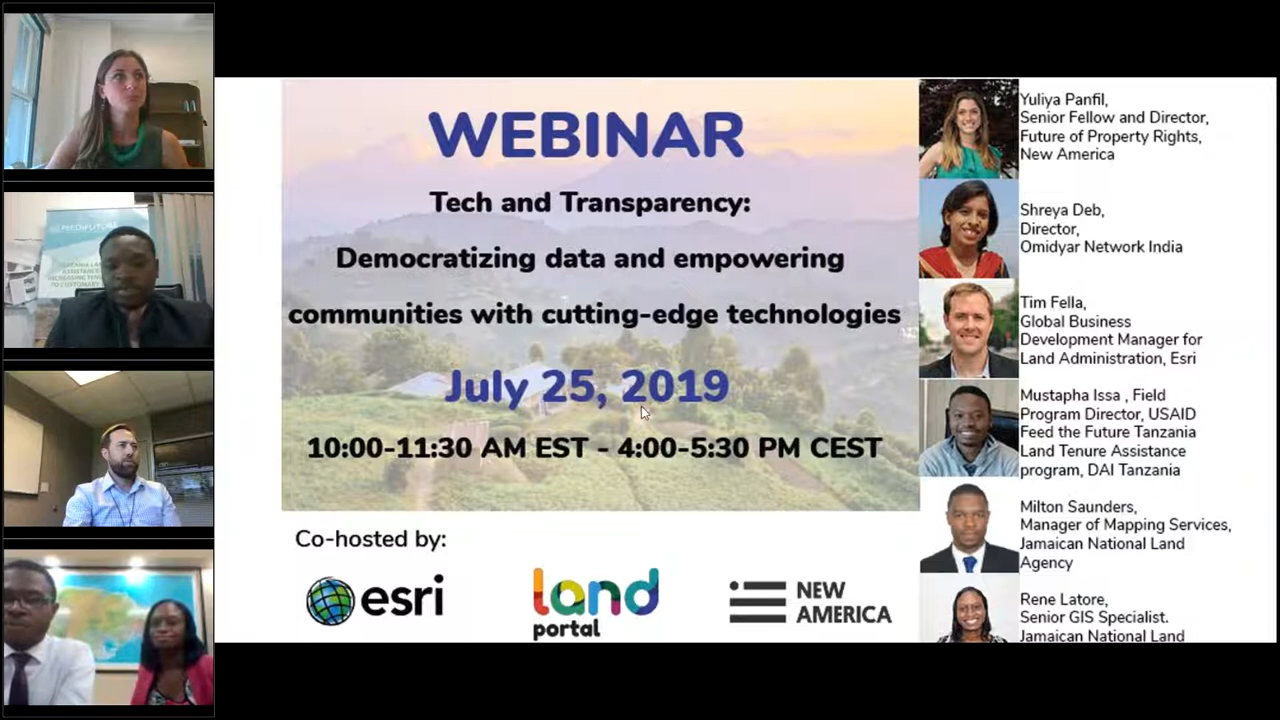 WEBINAR
Tech and Transparency:
Democratizing data and empowering
communities with cutting-edge technologies
July 25, 2019
10:00-11:30 AM EST - 4:00-5:30 PM CEST
Co-hosted by:
esri
land
portal
NEW
AMERICA
Yuliya Panfil,
Senior Fellow and Director,
Future of Property Rights,
New America
Shreya Deb,
Director,
Omidyar Network India
Tim Fella,
Global Business
Development Manager for
Land Administration, Esri
Mustapha Issa , Field
Program Director, USAID
Feed the Future Tanzania
Land Tenure Assistance
program, DAI Tanzania
Milton Saunders,
Manager of Mapping Services,
Jamaican National Land
Agency
Rene Latore,
Senior GIS Specialist.
Jamaican National Land